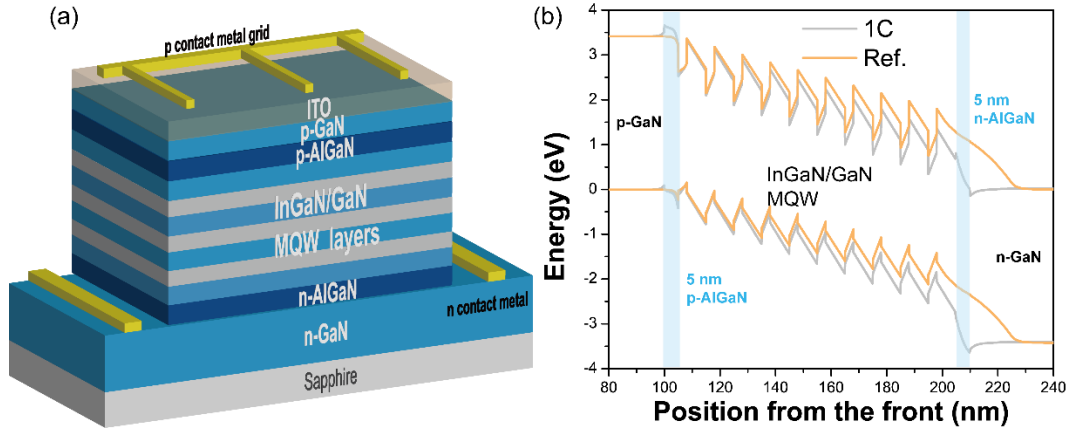 (a)
p contact metal grid
ITO
p-GaN
p-AlGaN
InGaN/GaN
MQW layers
n-AlGaN
n contact metal
n-GaN
Sapphire
(b)
4
3
2
1
0
-1
-2
-3
-4
Energy (eV)
1C
Ref.
p-GaN
5 nm
n-AlGaN
InGaN/GaN
MQW
5 nm
p-AlGaN
n-GaN
80 100 120 140 160 180 200 220 240
Position from the front (nm)